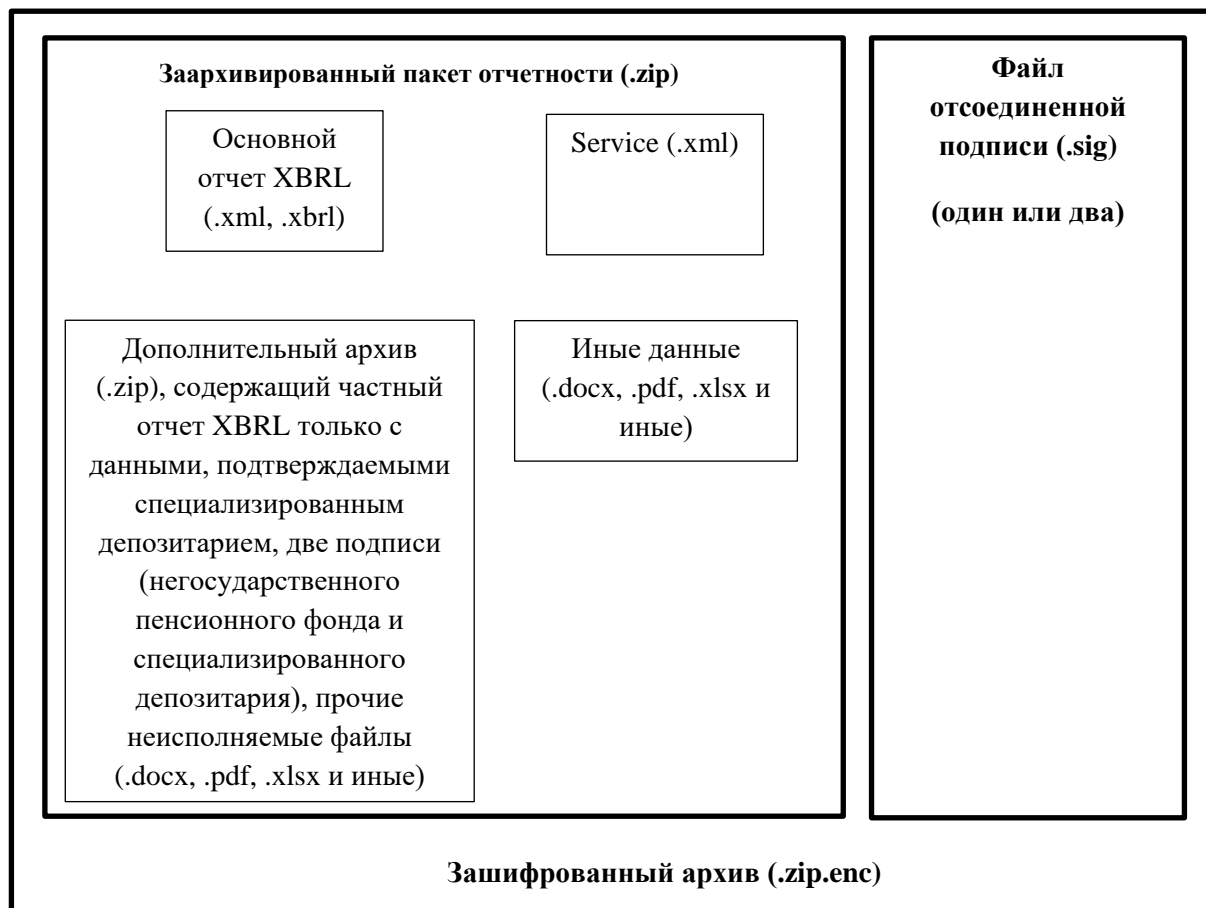 Заархивированный пакет отчетности (.zip)
Основной
отчет XBRL
(.xml, .xbrl)
Service (.xml)
Дополнительный архив
(.zip), содержащий частный
отчет XBRL только с
данными, подтверждаемыми
специализированным
депозитарием, две подписи
(негосударственного
пенсионного фонда и
специализированного
депозитария), прочие
неисполняемые файлы
(.docx, .pdf, .xlsx и иные)
Иные данные
(.docx, .pdf, .xlsx и
иные)
Файл
отсоединенной
подписи (.sig)
(один или два)
Зашифрованный архив (.zip.enc)